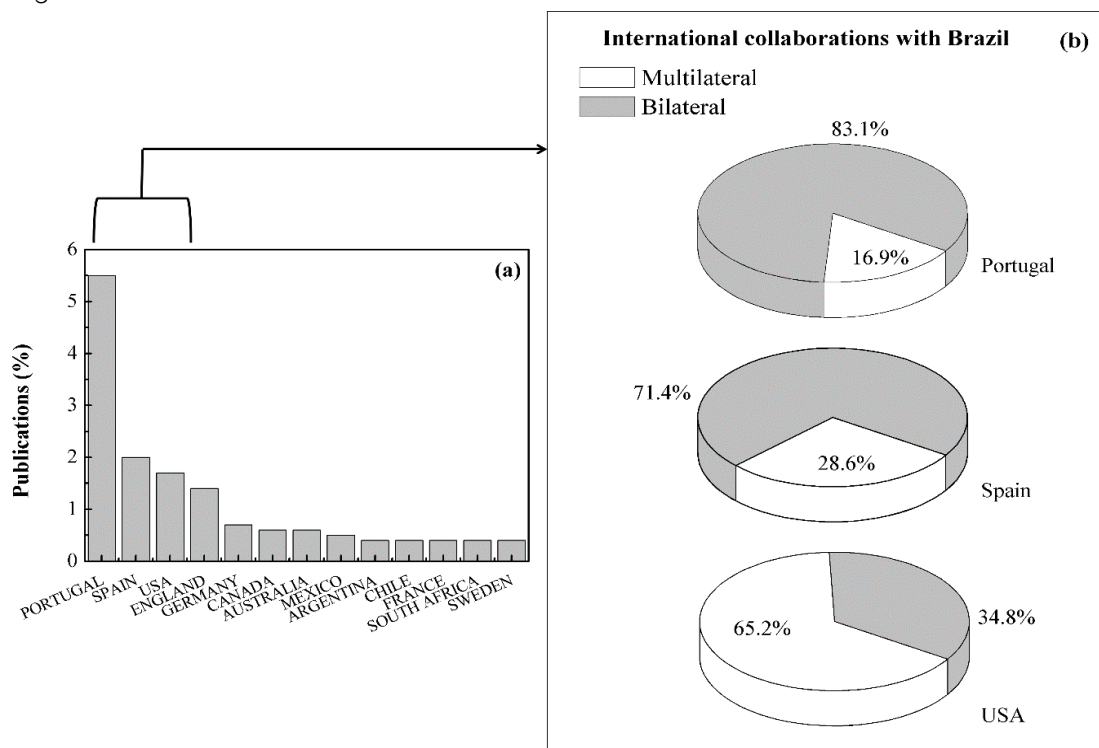 International collaborations with Brazil (b)
Multilateral
Bilateral
83.1%
16.9%
Portugal
71.4%
28.6%
Spain
65.2%
34.8%
USA
(a)
Publications (%)
6
5
4
3
2
1
0
PORTUGAL
SPAIN
USA
ENGLAND
GERMANY
CANADA
AUSTRALIA
MEXICO
ARGENTINA
CHILE
FRANCE
SOUTH AFRICA
SWEDEN